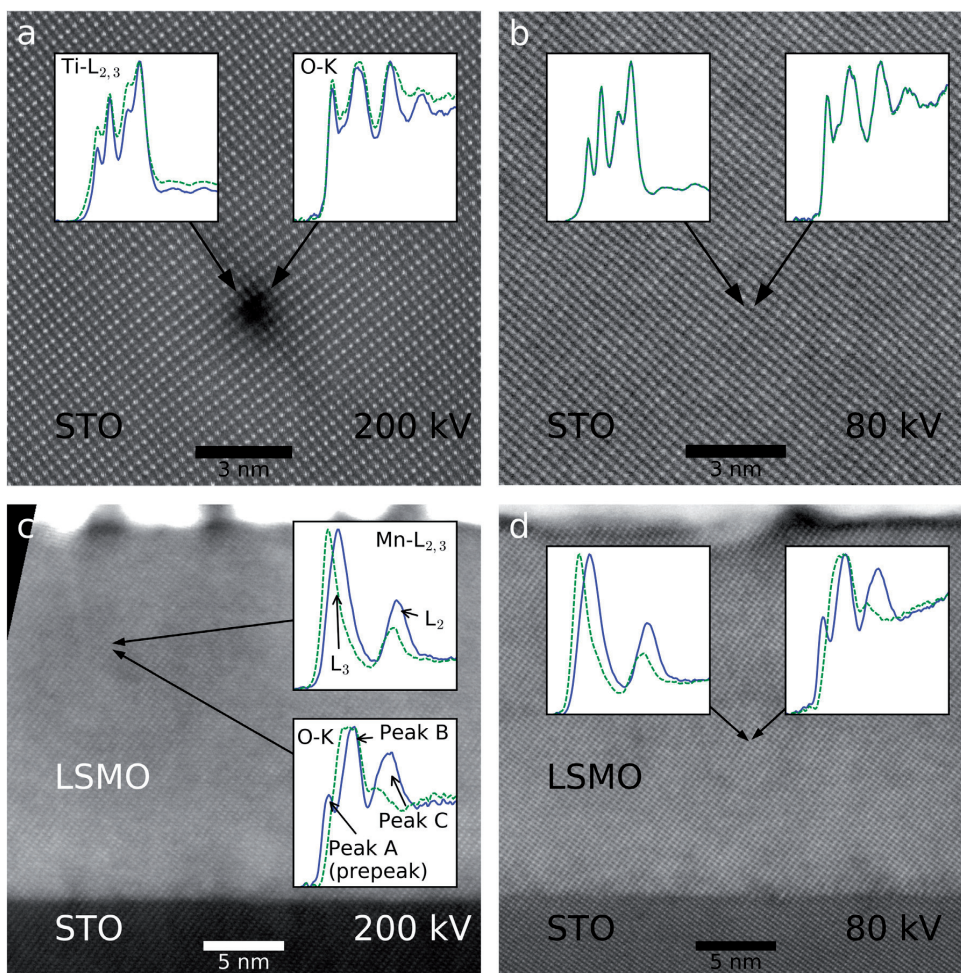 a
Ti-L₂,₃
O-K
STO
200 kV
3 nm
b
STO
80 kV
3 nm
c
Mn-L₂,₃
L₂
L₃
O-K
Peak B
Peak C
Peak A
(prepeak)
LSMO
STO
200 kV
5 nm
d
LSMO
STO
80 kV
5 nm